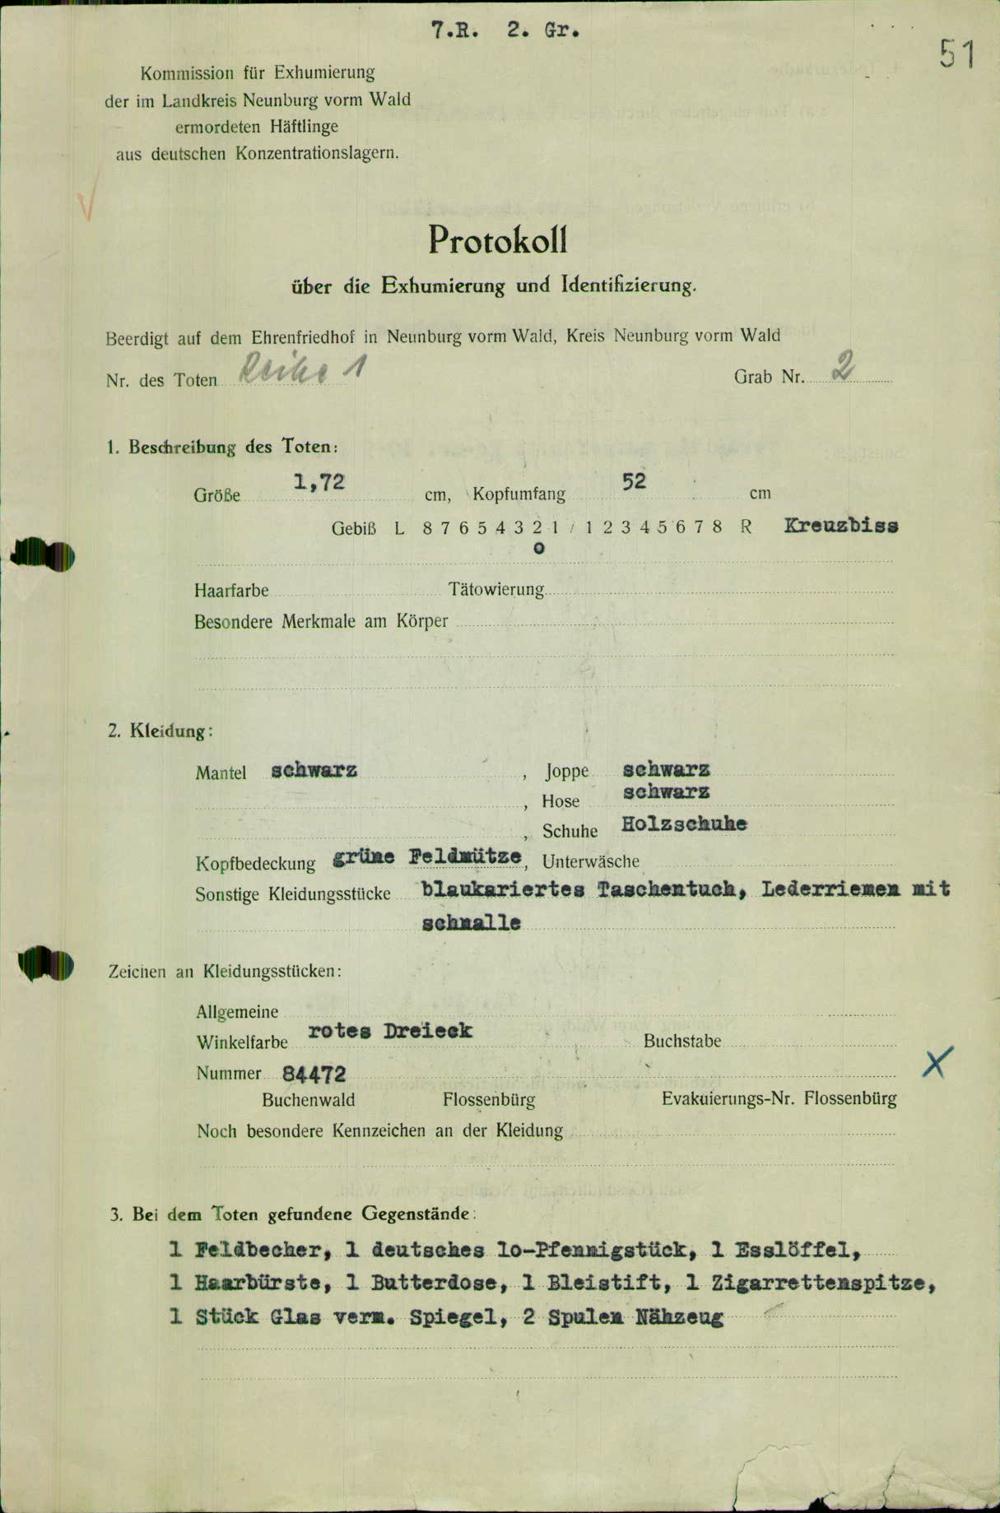 7.R. 2. Gr.
51
Kommission für Exhumierung
der im Landkreis Neunburg vorm Wald
ermordeten Häftlinge
aus deutschen Konzentrationslagern.
Protokoll
über die Exhumierung und Identifizierung.
Beerdigt auf dem Ehrenfriedhof in Neunburg vorm Wald, Kreis Neunburg vorm Wald
Nr. des Toten Reihe 1 Grab Nr. 2
1. Beschreibung des Toten:
Größe 1,72 cm, Kopfumfang 52 cm
Gebiß L 8 7 6 5 4 3 2 1 / 1 2 3 4 5 6 7 8 R Kreuzbiss
o
Haarfarbe Tätowierung
Besondere Merkmale am Körper
2. Kleidung:
Mantel schwarz, Joppe schwarz
, Hose schwarz
, Schuhe Holzschuhe
Kopfbedeckung grüne Feldmütze, Unterwäsche
Sonstige Kleidungsstücke blaukariertes Taschentuch, Lederriemen mit
schnalle
Zeichen an Kleidungsstücken:
Allgemeine
Winkelfarbe rotes Dreieck Buchstabe
Nummer 84472
X
Buchenwald Flossenbürg Evakuierungs-Nr. Flossenbürg
Noch besondere Kennzeichen an der Kleidung
3. Bei dem Toten gefundene Gegenstände:
1 Feldbecher, 1 deutsches 1o-Pfennigstück, 1 Esslöffel,
1 Haarbürste, 1 Butterdose, 1 Bleistift, 1 Zigarrettenspitze,
1 Stück Glas verm. Spiegel, 2 Spulen Nähzeug